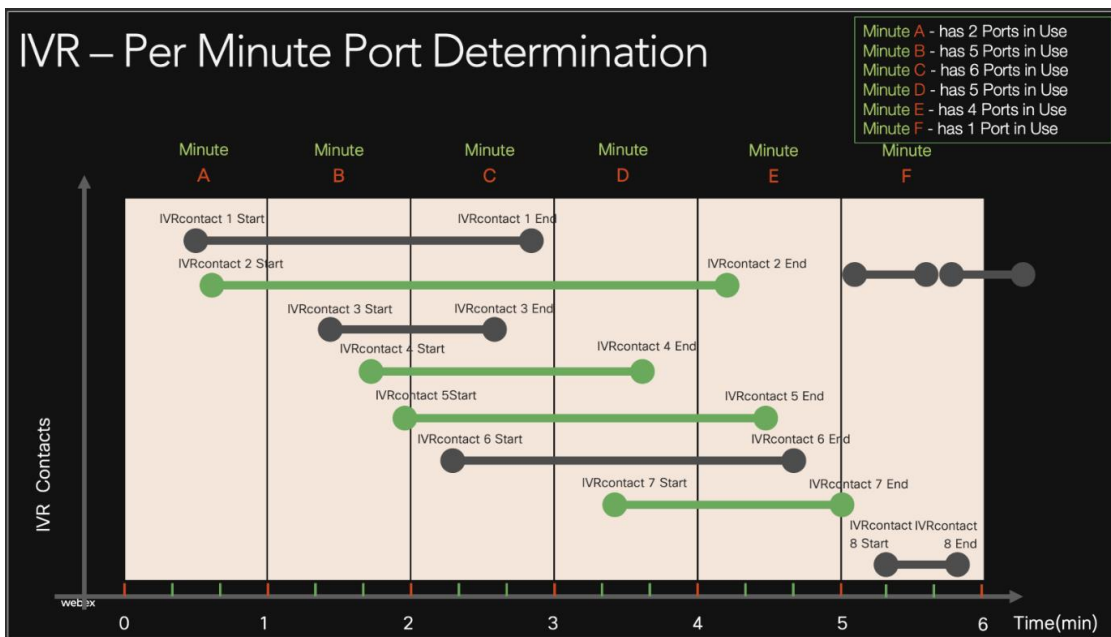 IVR – Per Minute Port Determination
Minute A - has 2 Ports in Use
Minute B - has 5 Ports in Use
Minute C - has 6 Ports in Use
Minute D - has 5 Ports in Use
Minute E - has 4 Ports in Use
Minute F - has 1 Port in Use
Minute Minute Minute Minute Minute Minute
A B C D E F
IVRcontact 1 Start IVRcontact 1 End
IVRcontact 2 Start IVRcontact 2 End
IVRcontact 3 Start IVRcontact 3 End
IVRcontact 4 Start IVRcontact 4 End
IVRcontact 5Start IVRcontact 5 End
IVRcontact 6 Start IVRcontact 6 End
IVRcontact 7 Start IVRcontact 7 End
IVRcontact IVRcontact
8 Start 8 End
IVR Contacts
webex
0 1 2 3 4 5 6 Time(min)